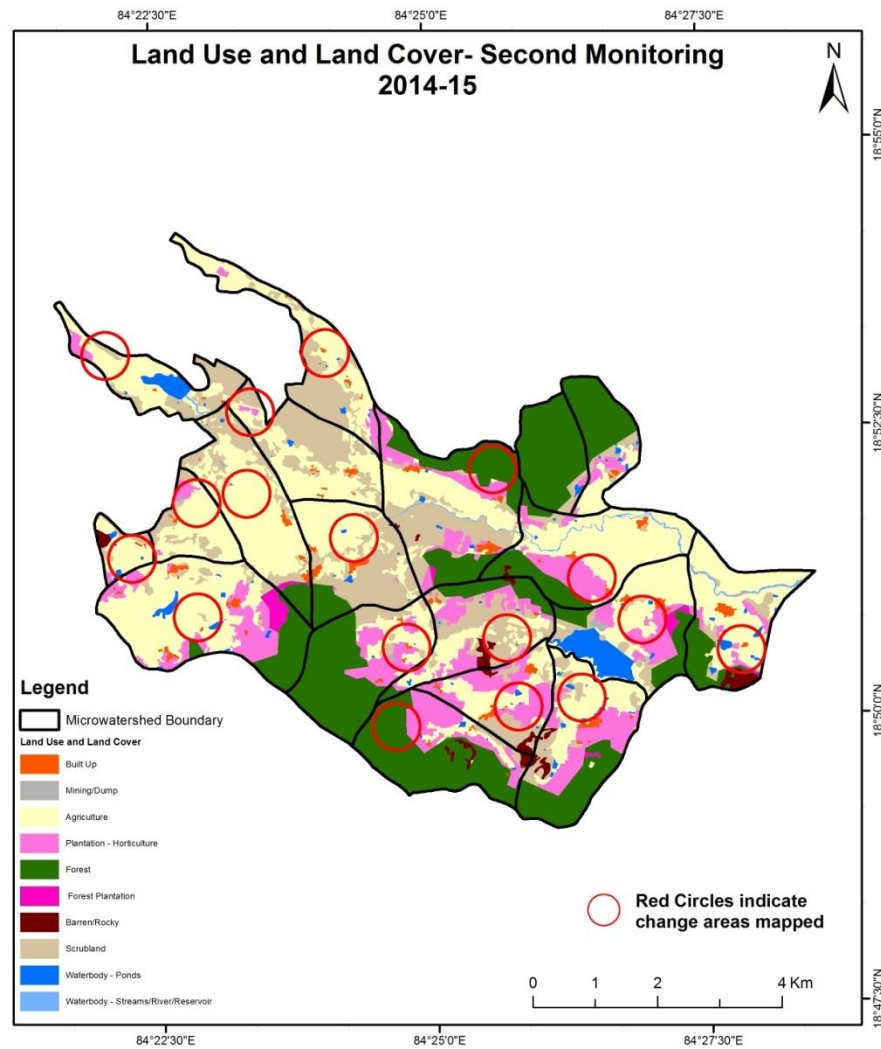 84°22'30"E 84°25'0"E 84°27'30"E
Land Use and Land Cover- Second Monitoring
2014-15
N
18°55'0"N
18°52'30"N
18°50'0"N
18°47'30"N
Legend
Microwatershed Boundary
Land Use and Land Cover
Built Up
Mining/Dump
Agriculture
Plantation - Horticulture
Forest
Forest Plantation
Barren/Rocky
Scrubland
Waterbody - Ponds
Waterbody - Streams/River/Reservoir
Red Circles indicate
change areas mapped
0 1 2 4 Km
84°22'30"E 84°25'0"E 84°27'30"E